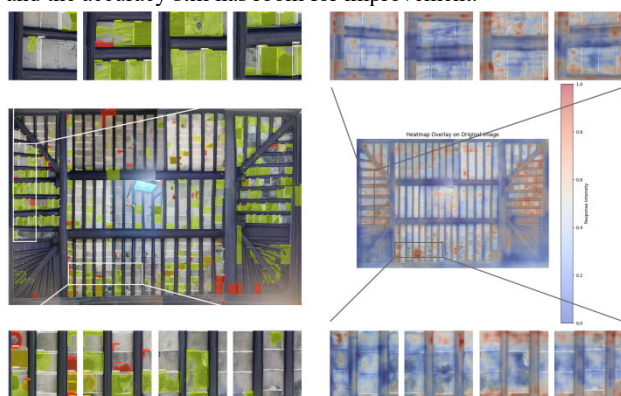 and the accuracy still has room for improvement.
Heatmap Overlay on Original Image
1.0
0.8
0.6
0.4
0.2
0.0
Response Intensity